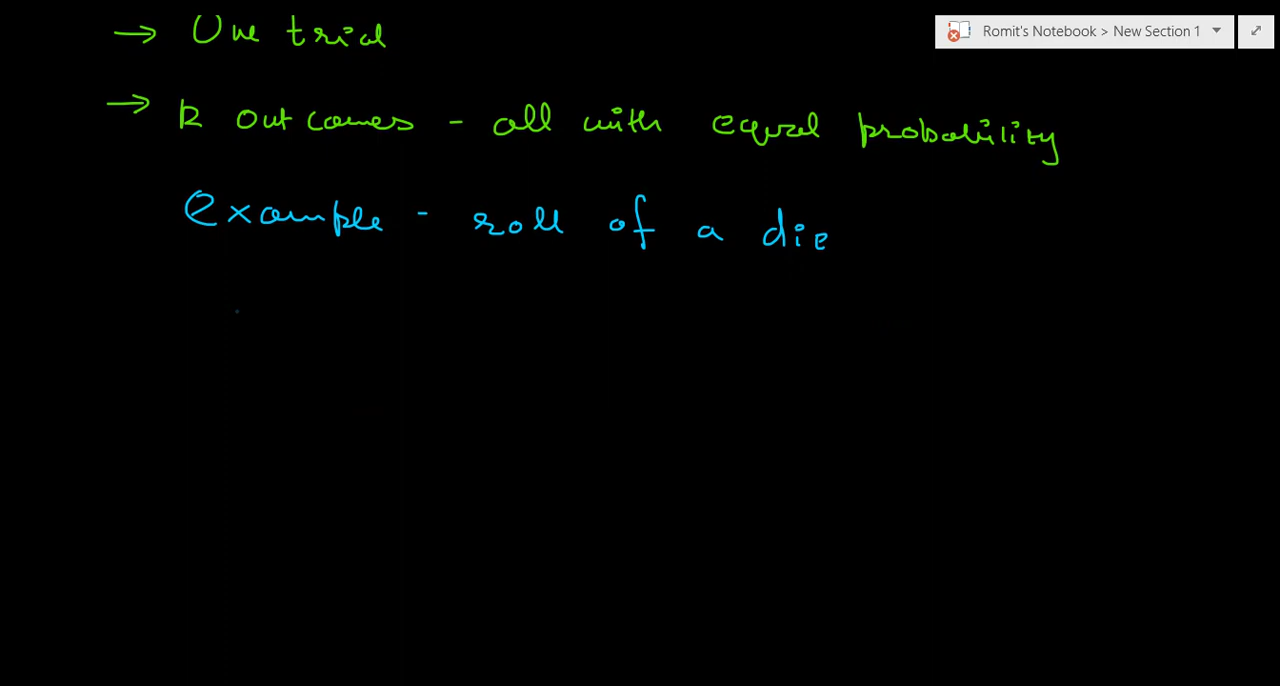 → One trial
Romit's Notebook > New Section 1
→ k outcomes - all with equal probability
example - roll of a die